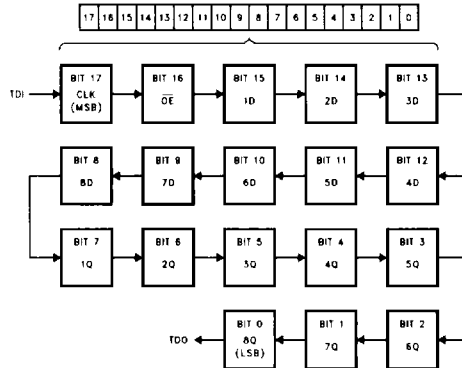 17 16 15 14 13 12 11 10 9 8 7 6 5 4 3 2 1 0
TDI
BIT 17
CLK
(MSB)
BIT 16
OE
BIT 15
1D
BIT 14
2D
BIT 13
3D
BIT 8
8D
BIT 9
7D
BIT 10
6D
BIT 11
5D
BIT 12
4D
BIT 7
1Q
BIT 6
2Q
BIT 5
3Q
BIT 4
4Q
BIT 3
5Q
TDO
BIT 0
8Q
(LSB)
BIT 1
7Q
BIT 2
6Q